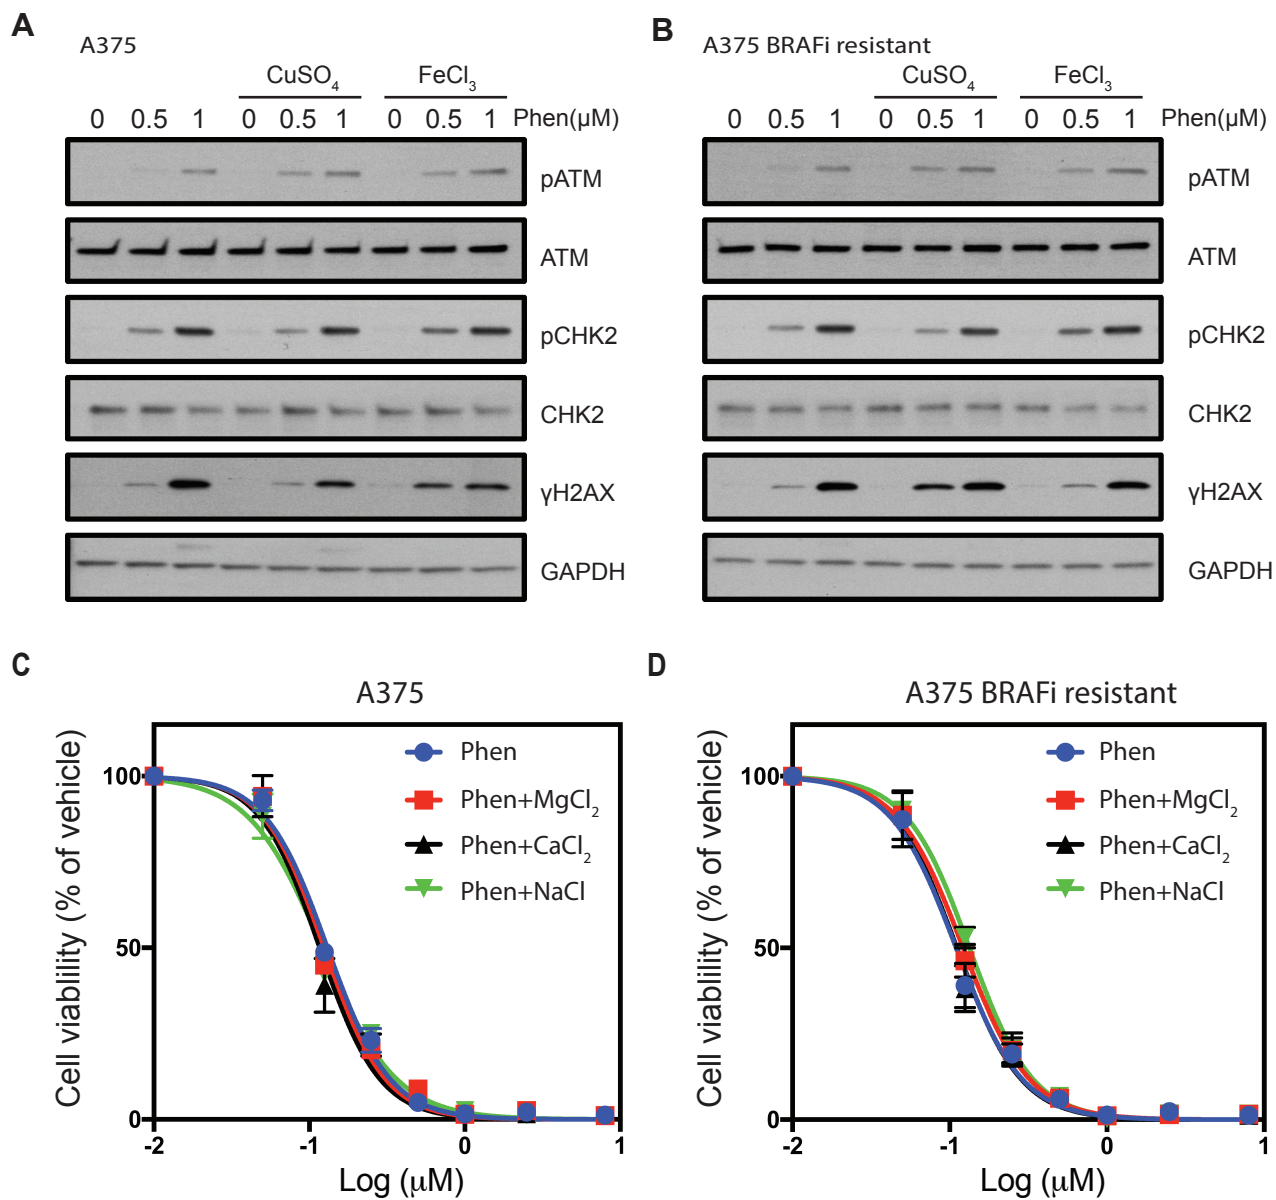 A
A375
CuSO4 FeCl3
0 0.5 1 0 0.5 1 0 0.5 1 Phen(μM)
pATM
ATM
pCHK2
CHK2
γH2AX
GAPDH
B
A375 BRAFi resistant
CuSO4 FeCl3
0 0.5 1 0 0.5 1 0 0.5 1
pATM
ATM
pCHK2
CHK2
γH2AX
GAPDH
C
A375
Cell viablility (% of vehicle)
100
50
0
Phen
Phen+MgCl2
Phen+CaCl2
Phen+NaCl
-2 -1 0 1
Log (μM)
D
A375 BRAFi resistant
Cell viablility (% of vehicle)
100
50
0
Phen
Phen+MgCl2
Phen+CaCl2
Phen+NaCl
-2 -1 0 1
Log (μM)